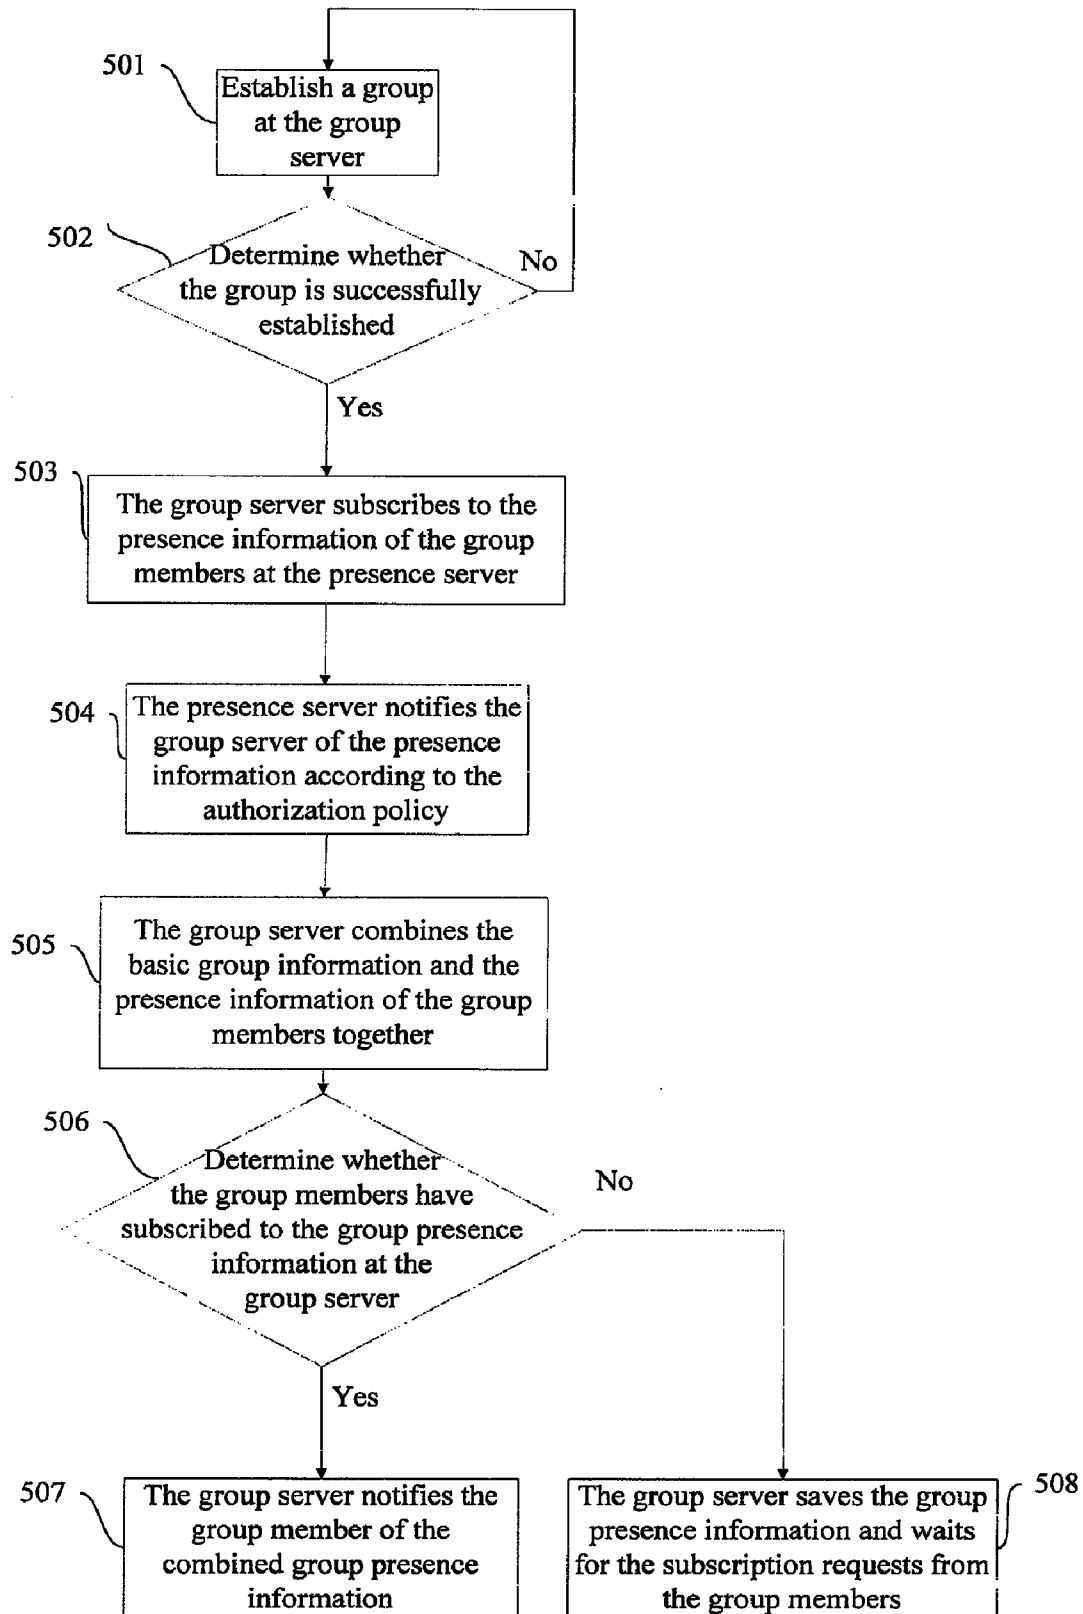 501
Establish a group
at the group
server
502
Determine whether
the group is successfully
established
No
Yes
503
The group server subscribes to the
presence information of the group
members at the presence server
504
The presence server notifies the
group server of the presence
information according to the
authorization policy
505
The group server combines the
basic group information and the
presence information of the group
members together
506
Determine whether
the group members have
subscribed to the group presence
information at the
group server
No
Yes
507
The group server notifies the
group member of the
combined group presence
information
508
The group server saves the group
presence information and waits
for the subscription requests from
the group members